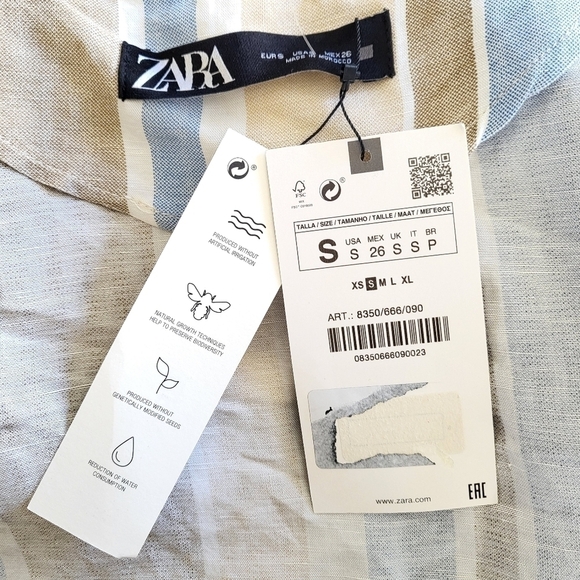 ZARA
EUR S USA S MEX 26
MADE IN MOROCCO
PRODUCED WITHOUT
ARTIFICIAL IRRIGATION
NATURAL GROWTH TECHNIQUES
HELP TO PRESERVE BIODIVERSITY
PRODUCED WITHOUT
GENETICALLY MODIFIED SEEDS
REDUCTION OF WATER
CONSUMPTION
FSC
TALLA / SIZE / TAMANHO / TAILLE / MAAT / ΜΕΓΕΘΟΣ
S
USA MEX UK IT BR
S 26 S S P
XS S M L XL
ART.: 8350/666/090
08350666090023
www.zara.com
EAC